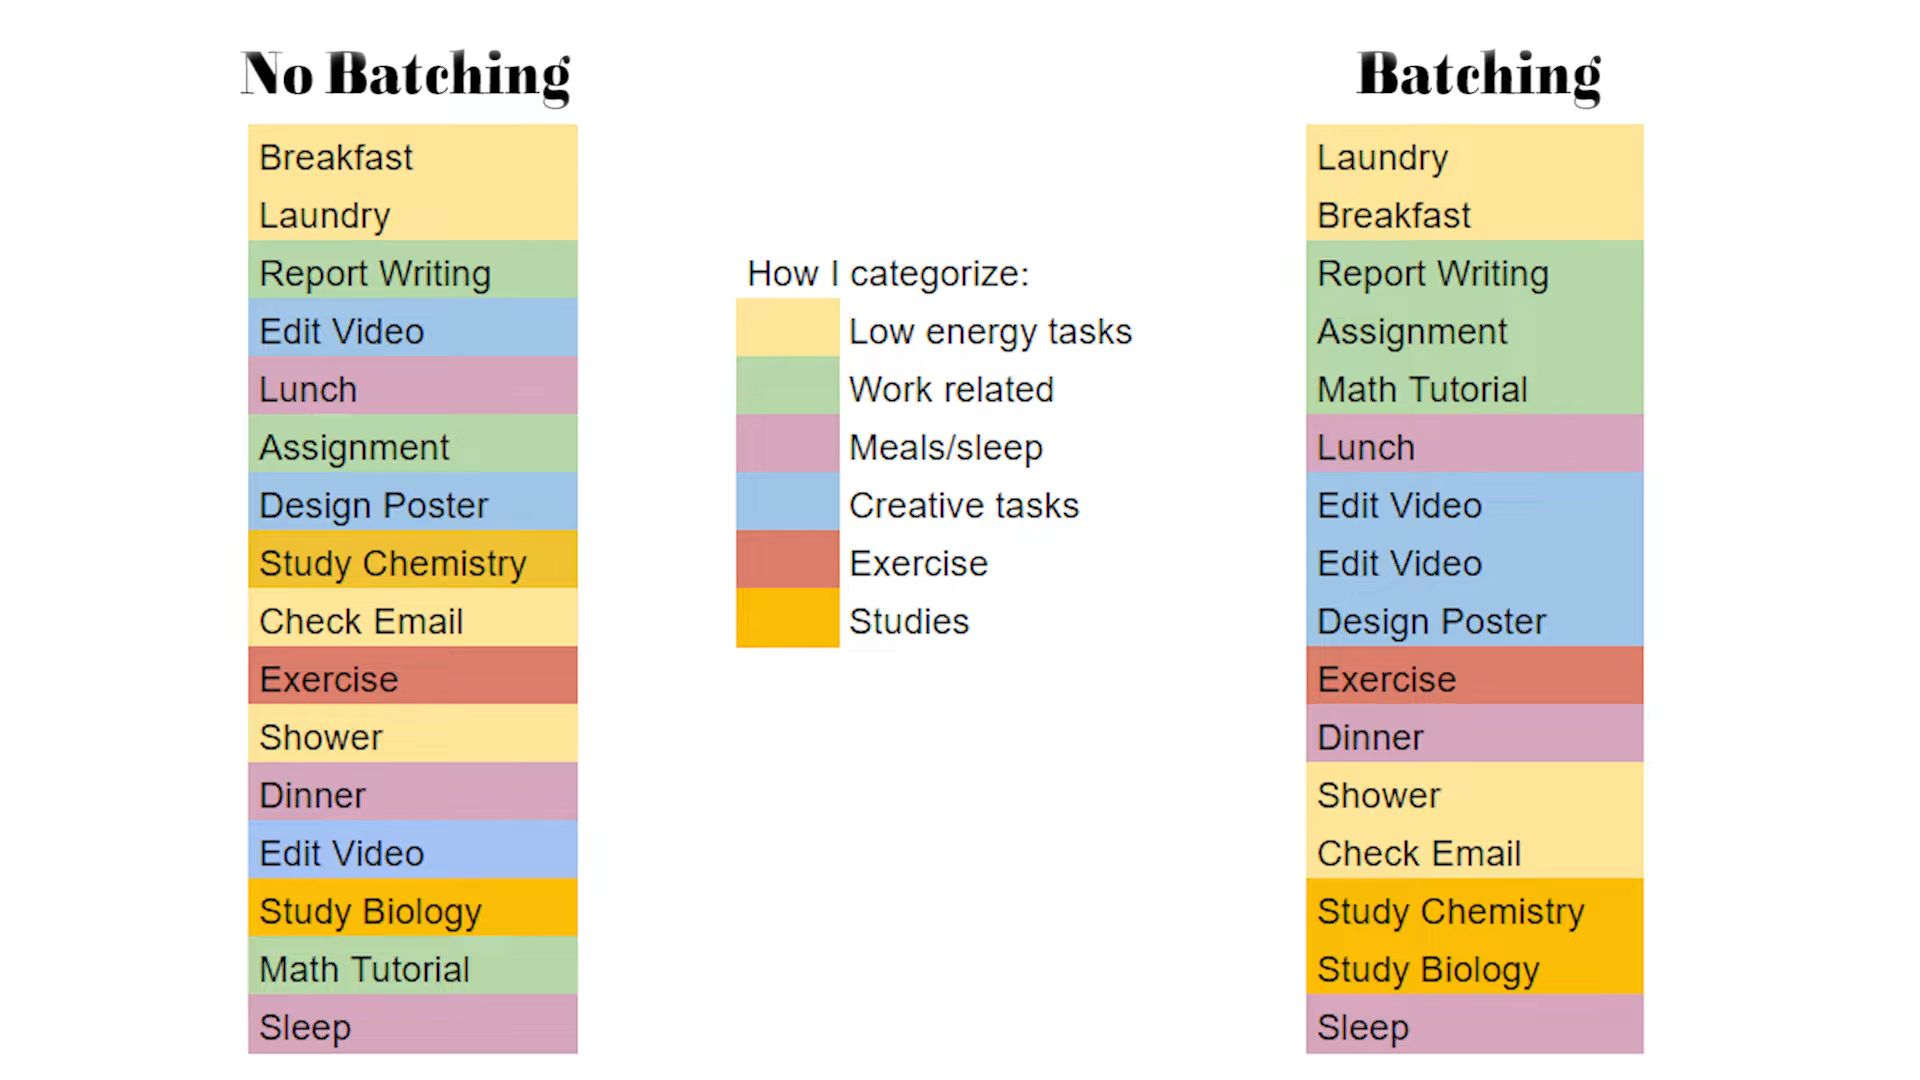 No Batching
Breakfast
Laundry
Report Writing
Edit Video
Lunch
Assignment
Design Poster
Study Chemistry
Check Email
Exercise
Shower
Dinner
Edit Video
Study Biology
Math Tutorial
Sleep
How I categorize:
Low energy tasks
Work related
Meals/sleep
Creative tasks
Exercise
Studies
Batching
Laundry
Breakfast
Report Writing
Assignment
Math Tutorial
Lunch
Edit Video
Edit Video
Design Poster
Exercise
Dinner
Shower
Check Email
Study Chemistry
Study Biology
Sleep